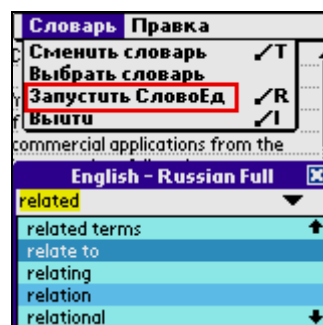 Словарь Правка
Сменить словарь /T
Выбрать словарь
Запустить СловоЕд /R
Выйти /I
commercial applications from the
English - Russian Full
related
related terms
relate to
relating
relation
relational